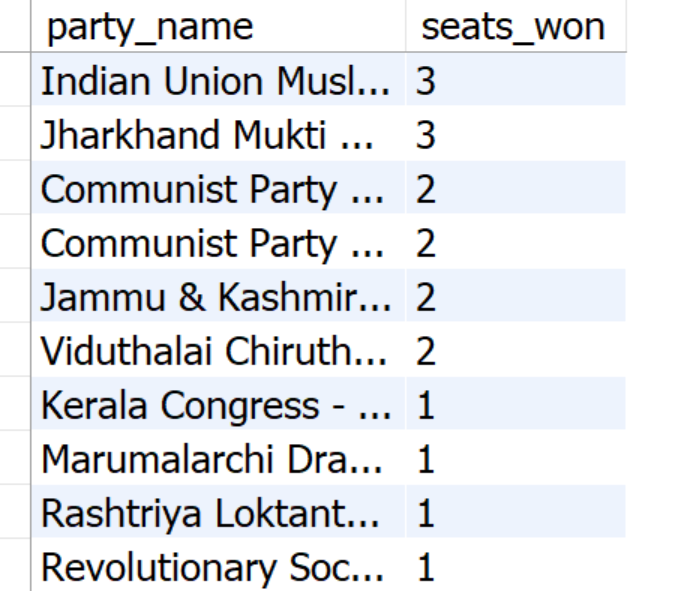 party_name seats_won
Indian Union Musl... 3
Jharkhand Mukti ... 3
Communist Party ... 2
Communist Party ... 2
Jammu & Kashmir... 2
Viduthalai Chiruth... 2
Kerala Congress - ... 1
Marumalarchi Dra... 1
Rashtriya Loktant... 1
Revolutionary Soc... 1